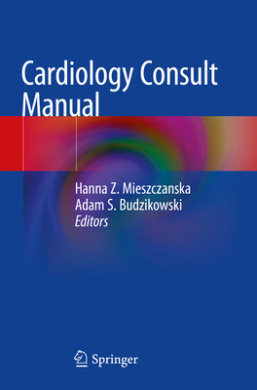 Cardiology Consult
Manual
Hanna Z. Mieszczanska
Adam S. Budzikowski
Editors
Springer